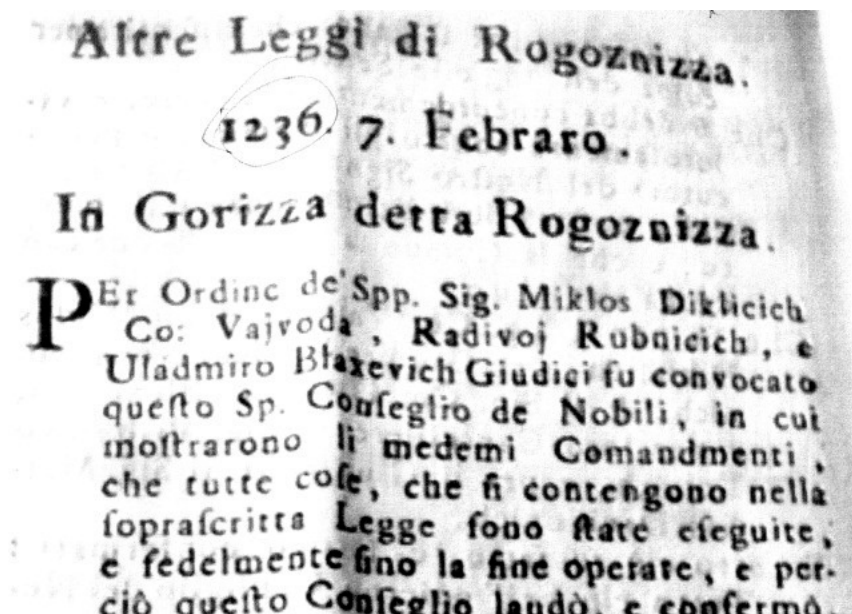 Altre Leggi di Rogoznizza.
1236. 7. Febraro.
In Gorizza detta Rogoznizza.
PEr Ordine de' Spp. Sig. Miklos Diklicich
Co: Vajvoda, Radivoj Rubnicich, e
Uladmiro Blaxevich Giudici fu convocato
queſto Sp. Conſeglio de Nobili, in cui
moſtrarono li medemi Comandmenti,
che tutte coſe, che ſi contengono nella
ſopraſcritta Legge ſono ſtate eſeguite,
e fedelmente ſino la fine operate, e per-
ciò queſto Conſeglio laudò, e confermò,